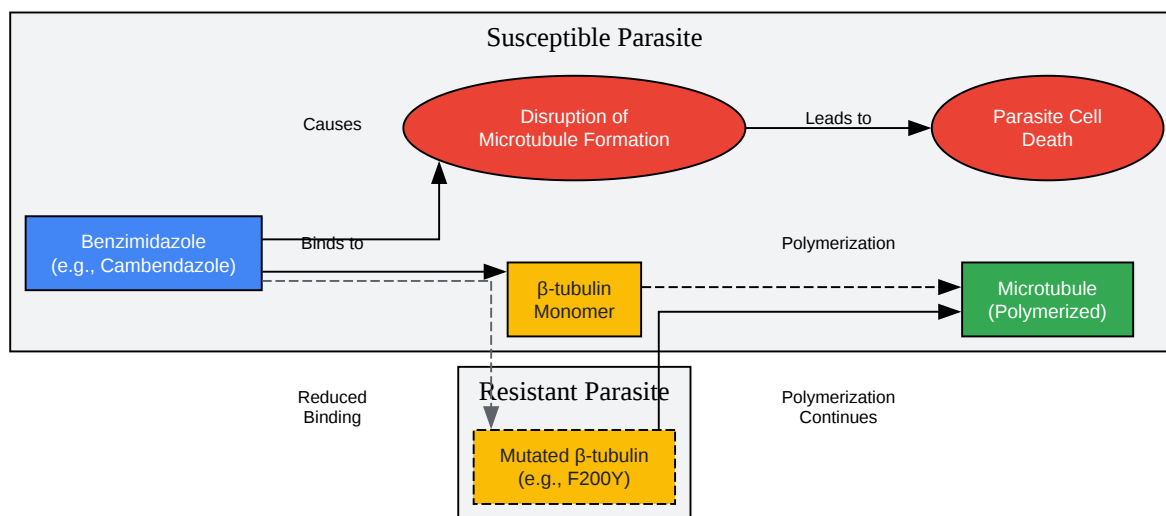 Susceptible Parasite
Causes
Disruption of
Microtubule Formation
Leads to
Parasite Cell
Death
Benzimidazole
(e.g., Cambendazole)
Binds to
β-tubulin
Monomer
Polymerization
Microtubule
(Polymerized)
Reduced
Binding
Resistant Parasite
Polymerization
Continues
Mutated β-tubulin
(e.g., F200Y)